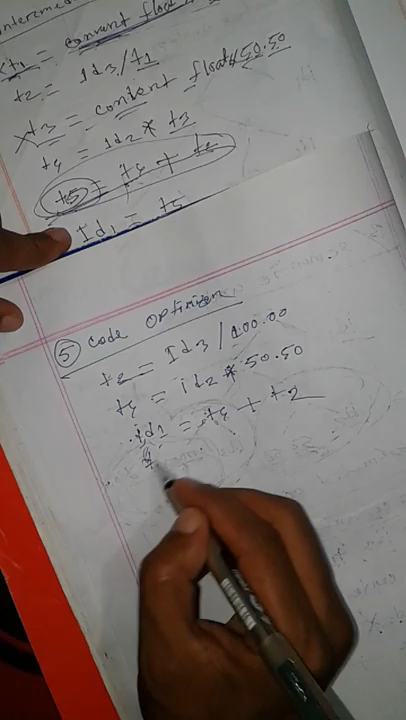 Intermed
t1 = convert float
t2 = Id3/t1
t3 = convert float 50.50
t4 = id2 * t3
t5 = t4 + t2
Id1 = t5
⑤ Code Optimizer
t2 = Id3 / 100.00
t4 = id2 * 50.50
id1 = t4 + t2